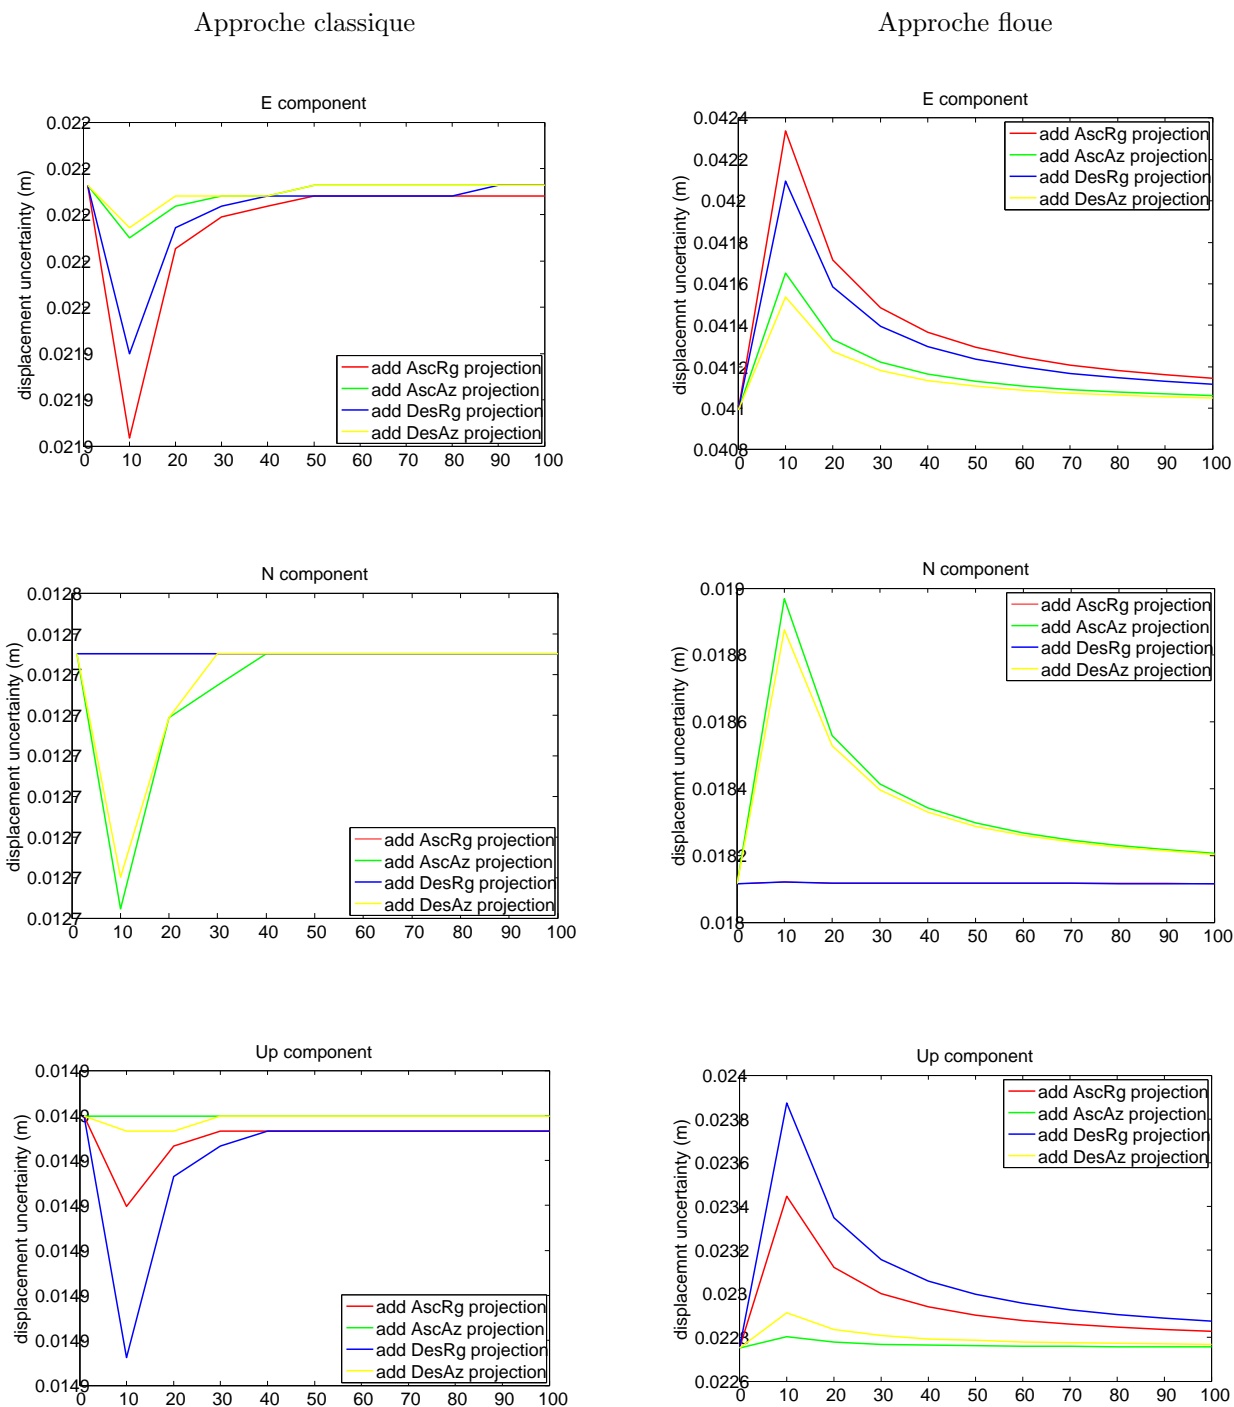 Approche classique
Approche floue
E component
displacement uncertainty (m)
0.022
0.022
0.022
0.022
0.022
0.0219
0.0219
0.0219
0 10 20 30 40 50 60 70 80 90 100
add AscRg projection
add AscAz projection
add DesRg projection
add DesAz projection
E component
displacemnt uncertainty (m)
0.0424
0.0422
0.042
0.0418
0.0416
0.0414
0.0412
0.041
0.0408
0 10 20 30 40 50 60 70 80 90 100
add AscRg projection
add AscAz projection
add DesRg projection
add DesAz projection
N component
displacement uncertainty (m)
0.0128
0.0127
0.0127
0.0127
0.0127
0.0127
0.0127
0.0127
0.0127
0 10 20 30 40 50 60 70 80 90 100
add AscRg projection
add AscAz projection
add DesRg projection
add DesAz projection
N component
displacemnt uncertainty (m)
0.019
0.0188
0.0186
0.0184
0.0182
0.018
0 10 20 30 40 50 60 70 80 90 100
add AscRg projection
add AscAz projection
add DesRg projection
add DesAz projection
Up component
displacement uncertainty (m)
0.0149
0.0149
0.0149
0.0149
0.0149
0.0149
0.0149
0.0149
0 10 20 30 40 50 60 70 80 90 100
add AscRg projection
add AscAz projection
add DesRg projection
add DesAz projection
Up component
displacemnt uncertainty (m)
0.024
0.0238
0.0236
0.0234
0.0232
0.023
0.0228
0.0226
0 10 20 30 40 50 60 70 80 90 100
add AscRg projection
add AscAz projection
add DesRg projection
add DesAz projection